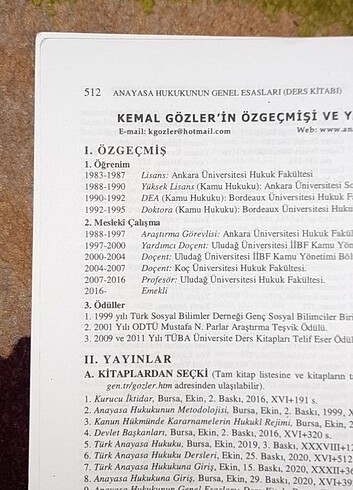 512 ANAYASA HUKUKUNUN GENEL ESASLARI (DERS KİTABI)
KEMAL GÖZLER'İN ÖZGEÇMİŞİ VE
E-mail: kgozler@hotmail.com Web:
I. ÖZGEÇMİŞ
1. Öğrenim
1983-1987 Lisans: Ankara Üniversitesi Hukuk Fakültesi
1988-1990 Yüksek Lisans (Kamu Hukuku): Ankara Üniversitesi
1990-1992 DEA (Kamu Hukuku): Bordeaux Üniversitesi Hukuk
1992-1995 Doktora (Kamu Hukuku): Bordeaux Üniversitesi
2. Meslekî Çalışma
1988-1997 Araştırma Görevlisi: Ankara Üniversitesi Hukuk
1997-2000 Yardımcı Doçent: Uludağ Üniversitesi İİBF Kamu
2000-2004 Doçent: Uludağ Üniversitesi İİBF Kamu Yönetimi
2004-2007 Doçent: Koç Üniversitesi Hukuk Fakültesi.
2007-2016 Profesör: Uludağ Üniversitesi Hukuk Fakültesi.
2016- Emekli
3. Ödüller
1. 1999 yılı Türk Sosyal Bilimler Derneği Genç Sosyal Bilimciler
2. 2001 Yılı ODTÜ Mustafa N. Parlar Araştırma Teşvik Ödülü.
3. 2009 ve 2011 Yılı TÜBA Üniversite Ders Kitapları Telif Eser
II. YAYINLAR
A. KİTAPLARDAN SEÇKİ (Tam kitap listesine ve kitapların
gen.tr/gozler.htm adresinden ulaşılabilir).
1. Kurucu İktidar, Bursa, Ekin, 2. Baskı, 2016, XVI+191 s.
2. Anayasa Hukukunun Metodolojisi, Bursa, Ekin, 2. Baskı, 1999,
3. Kanun Hükmünde Kararnamelerin Hukukî Rejimi, Bursa, Ekin,
4. Devlet Başkanları, Bursa, Ekin, 2. Baskı, 2016, XVI+320 s.
5. Türk Anayasa Hukuku, Bursa, Ekin, 2019, 3. Baskı,
6. Türk Anayasa Hukuku Dersleri, Ekin, 25. Baskı, 2020, XVI+512
7. Türk Anayasa Hukukuna Giriş, Ekin, 15. Baskı, 2020,
8. Anayasa Hukukuna Giriş, Bursa, Ekin, 29. Baskı, 2020,